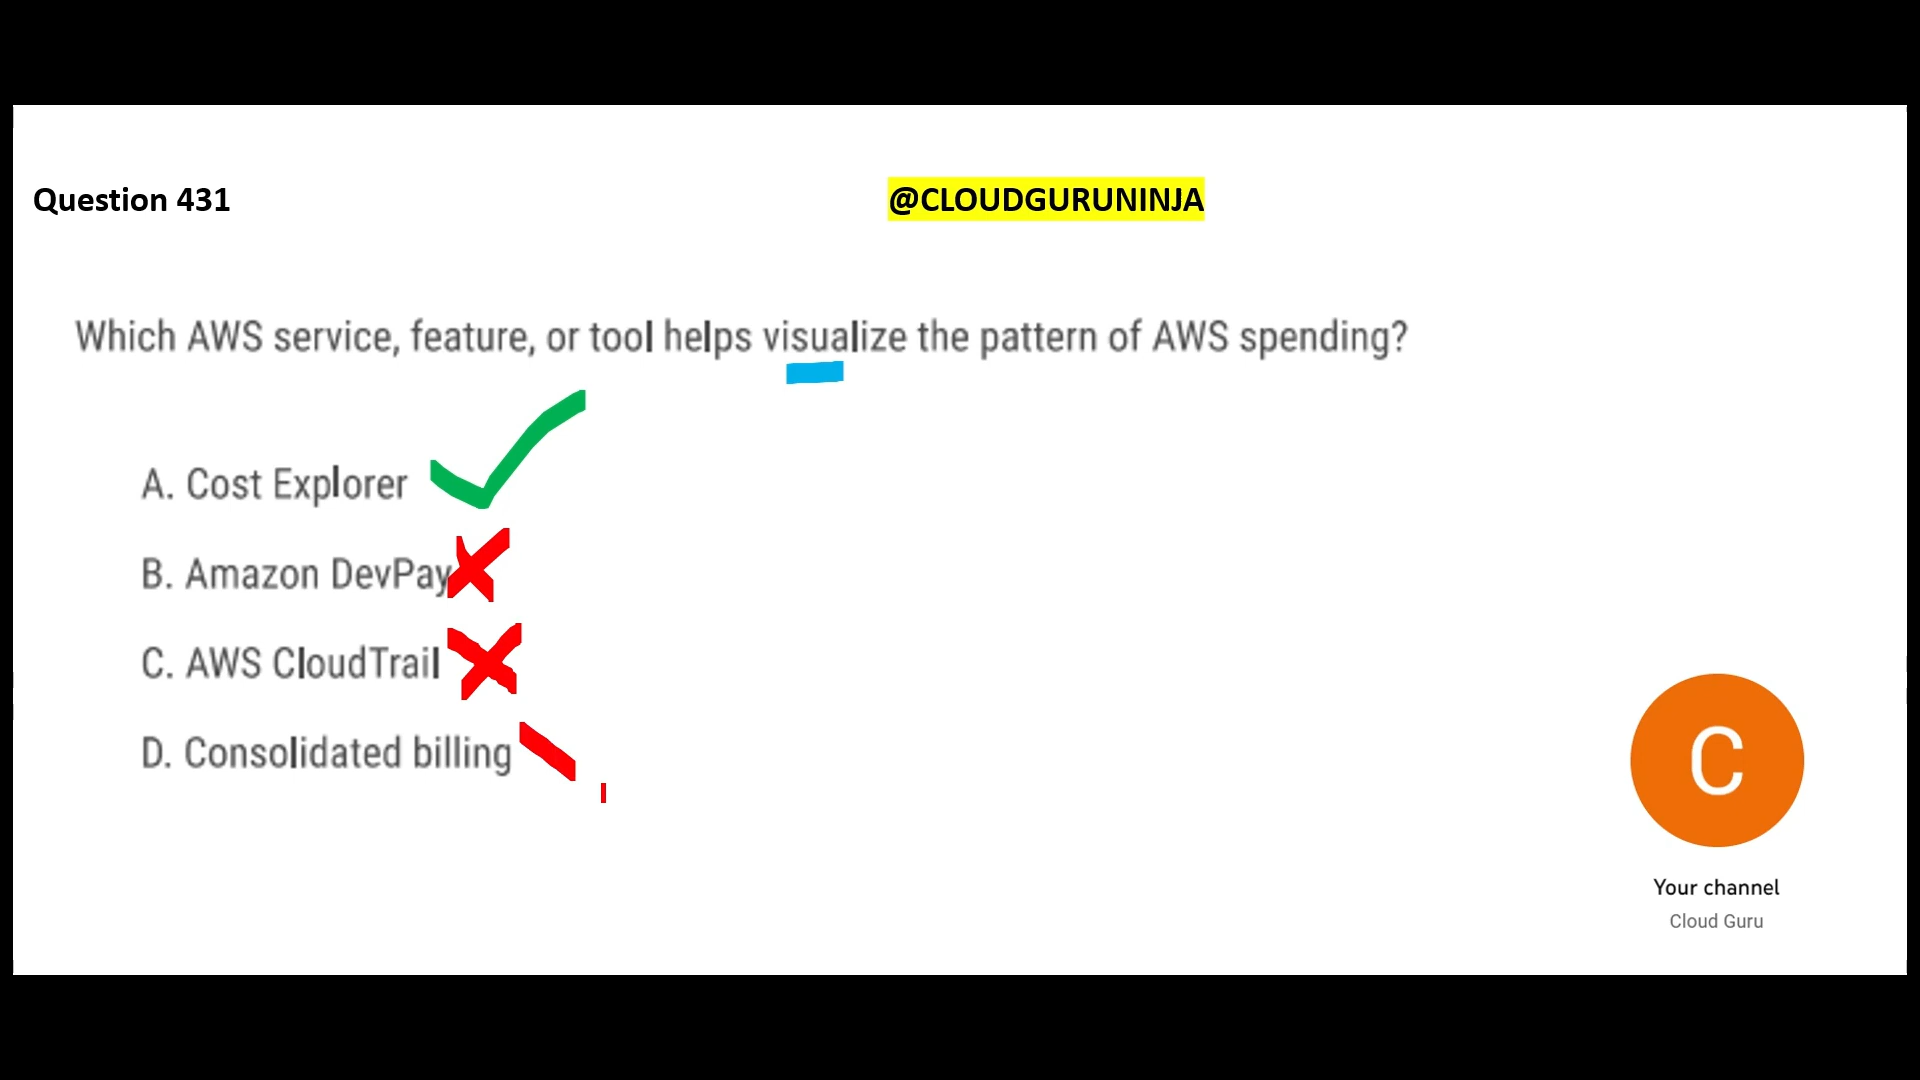 Question 431
@CLOUDGURUNINJA
Which AWS service, feature, or tool helps visualize the pattern of AWS spending?
A. Cost Explorer
B. Amazon DevPay
C. AWS CloudTrail
D. Consolidated billing
C
Your channel
Cloud Guru